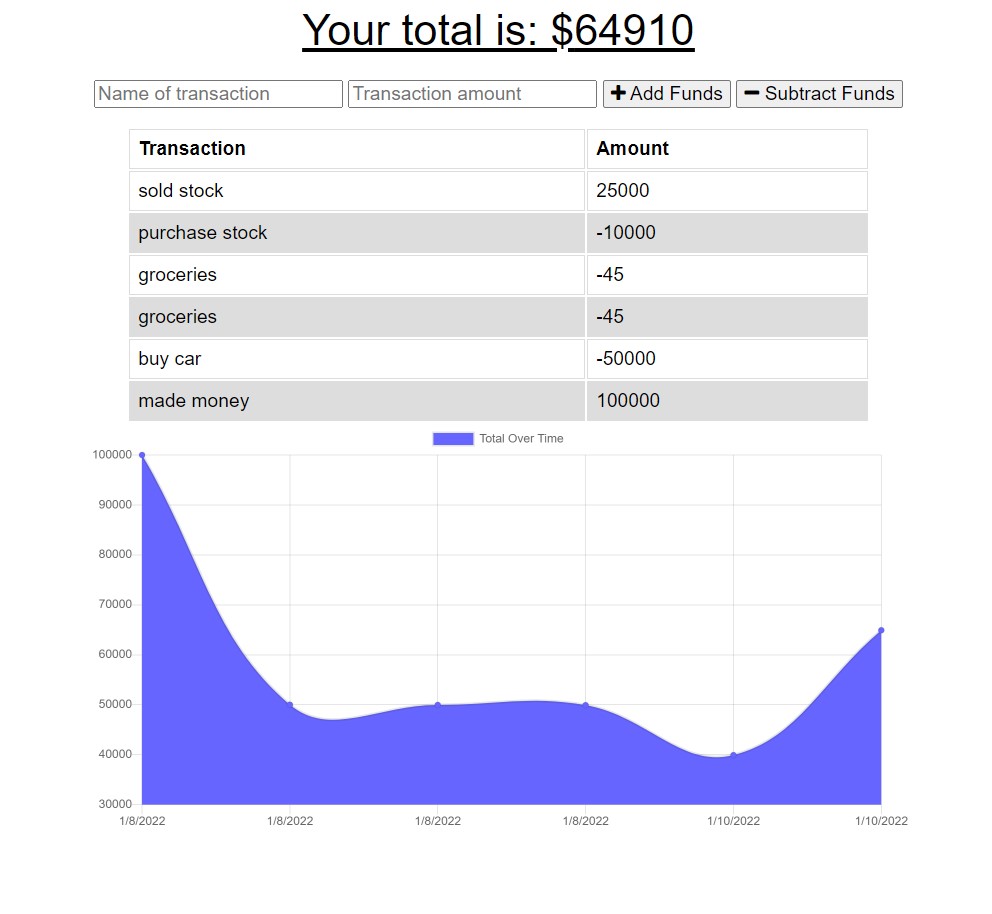 Your total is: $64910
Name of transaction Transaction amount + Add Funds − Subtract Funds
Transaction Amount
sold stock 25000
purchase stock -10000
groceries -45
groceries -45
buy car -50000
made money 100000
Total Over Time
100000
90000
80000
70000
60000
50000
40000
30000
1/8/2022 1/8/2022 1/8/2022 1/8/2022 1/10/2022 1/10/2022